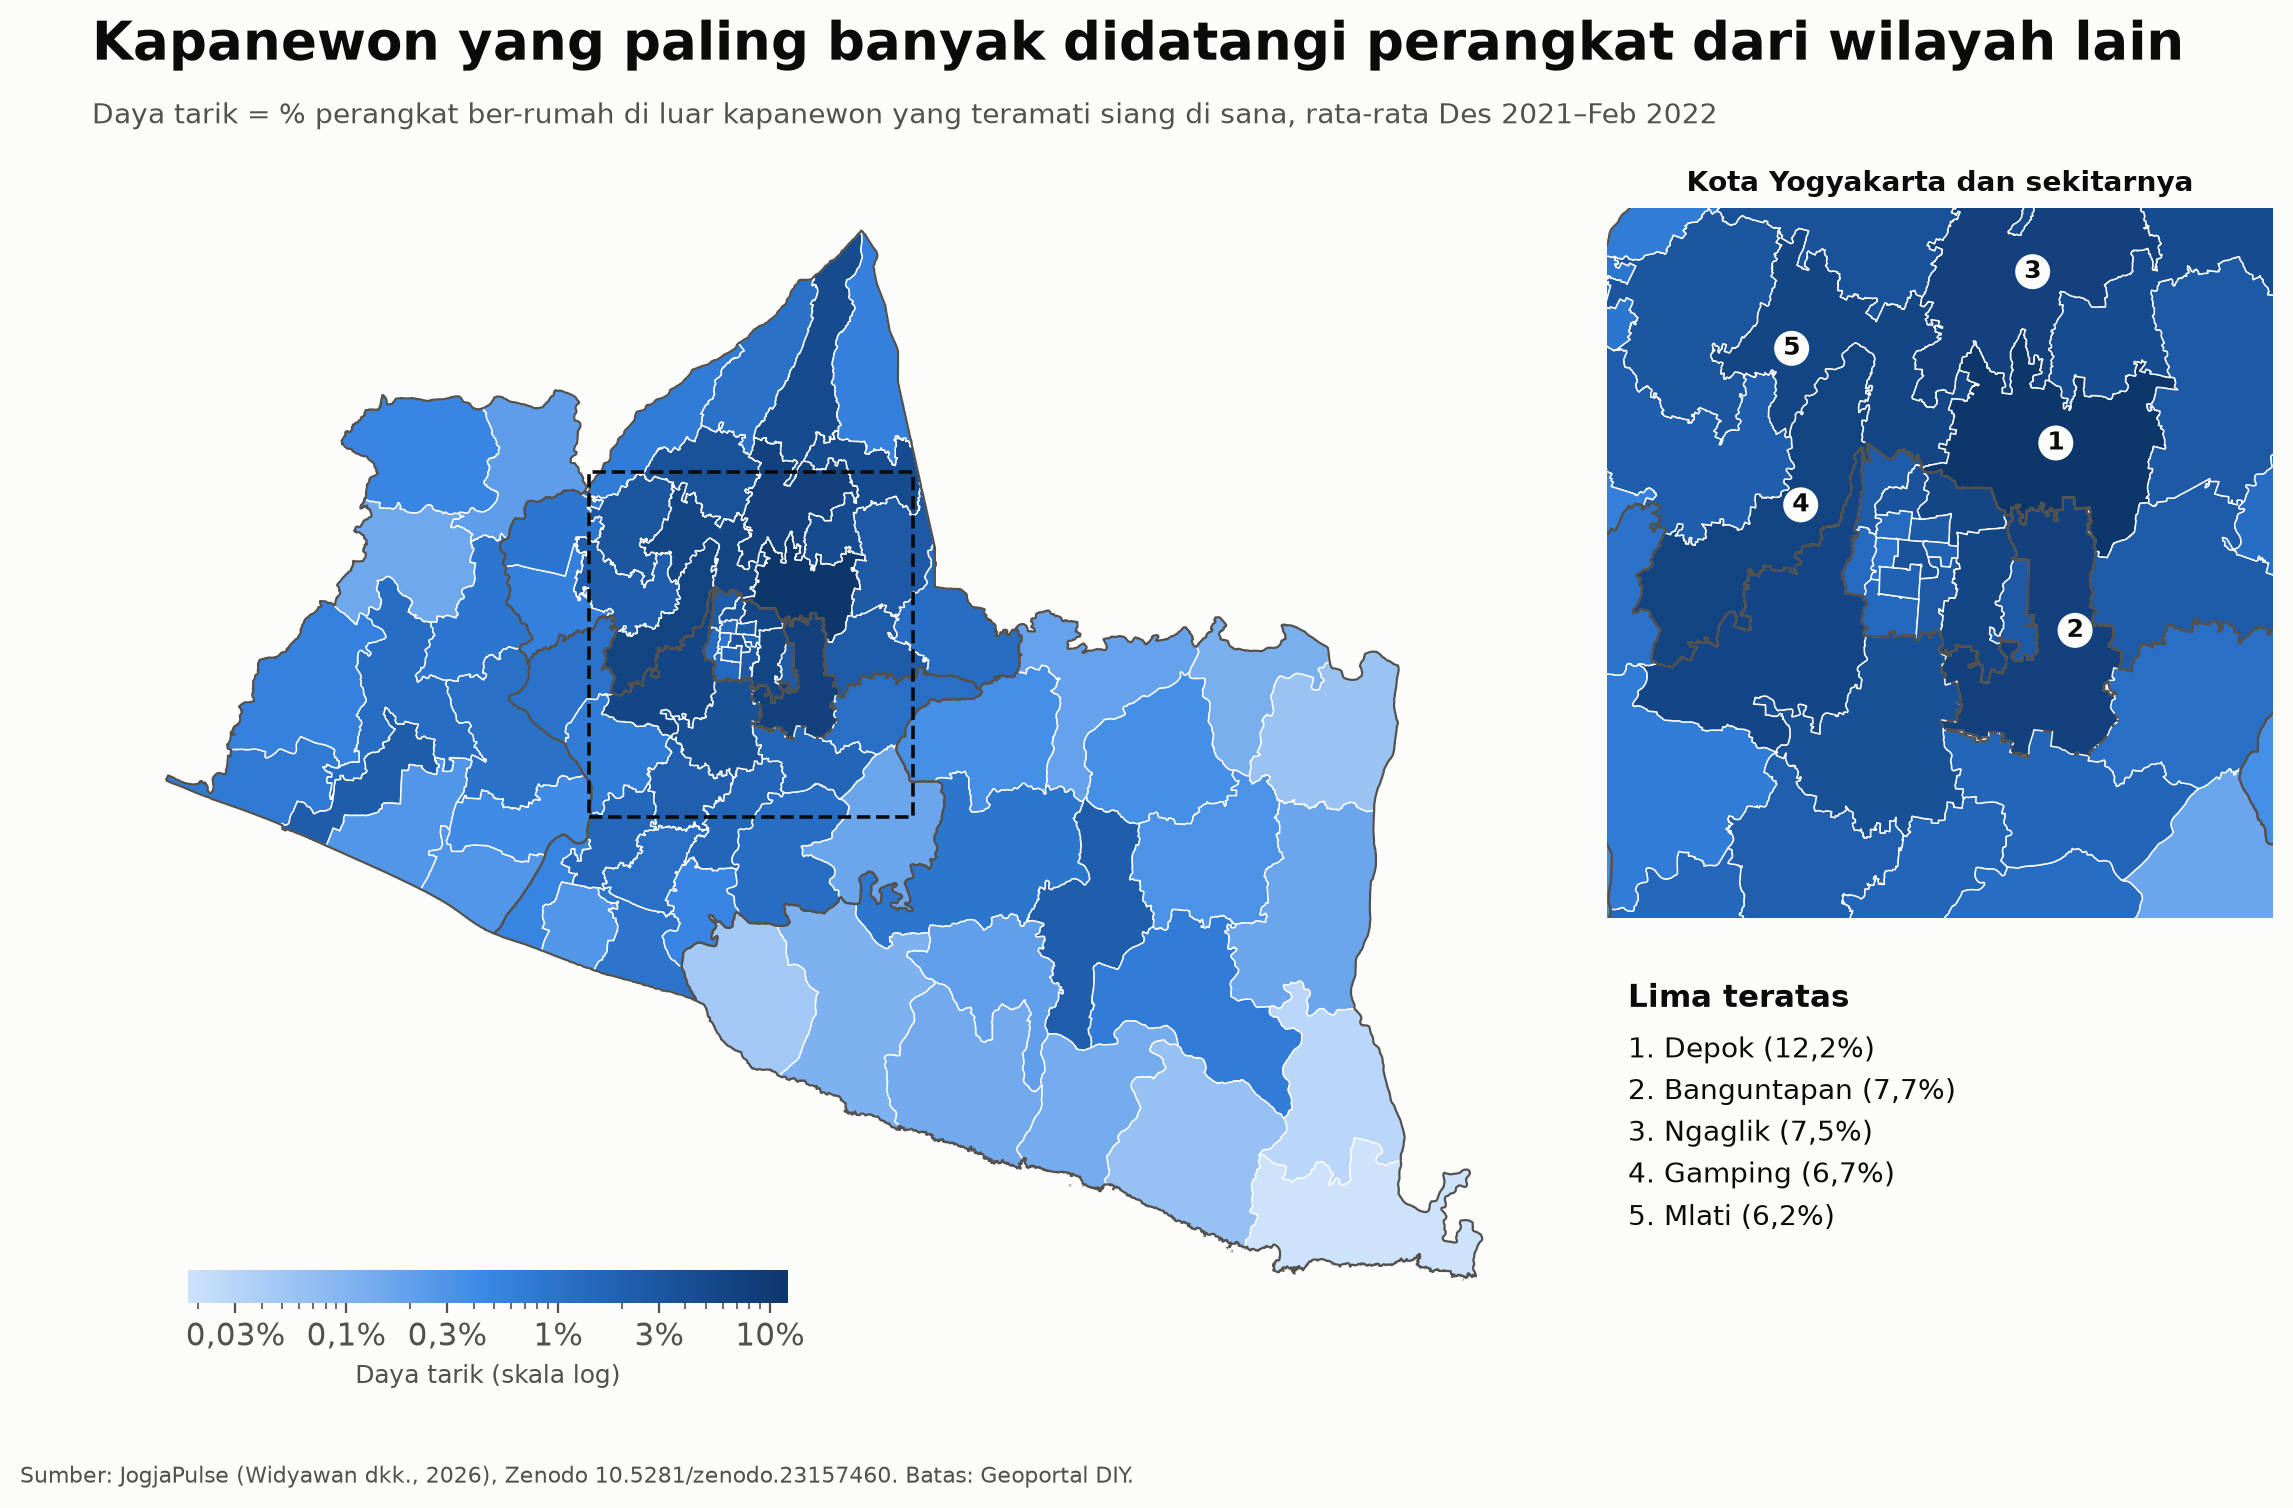 Kapanewon yang paling banyak didatangi perangkat dari wilayah lain
Daya tarik = % perangkat ber-rumah di luar kapanewon yang teramati siang di sana, rata-rata Des 2021–Feb 2022
Kota Yogyakarta dan sekitarnya
3
5
1
4
2
Lima teratas
1. Depok (12,2%)
2. Banguntapan (7,7%)
3. Ngaglik (7,5%)
4. Gamping (6,7%)
5. Mlati (6,2%)
0,03% 0,1% 0,3% 1% 3% 10%
Daya tarik (skala log)
Sumber: JogjaPulse (Widyawan dkk., 2026), Zenodo 10.5281/zenodo.23157460. Batas: Geoportal DIY.